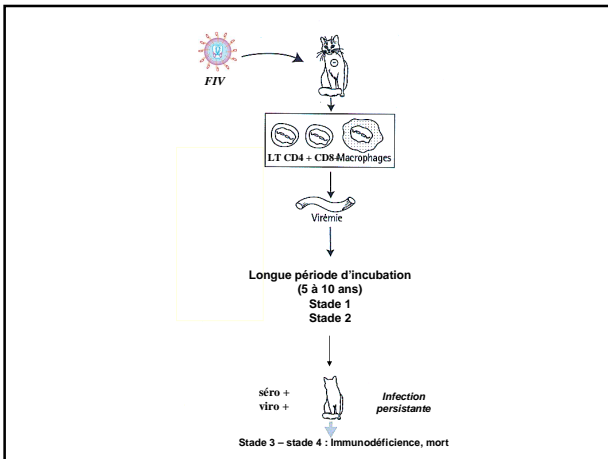 FIV
LT CD4 + CD8+Macrophages
Virémie
Longue période d'incubation
(5 à 10 ans)
Stade 1
Stade 2
séro +
viro +
Infection
persistante
Stade 3 – stade 4 : Immunodéficience, mort